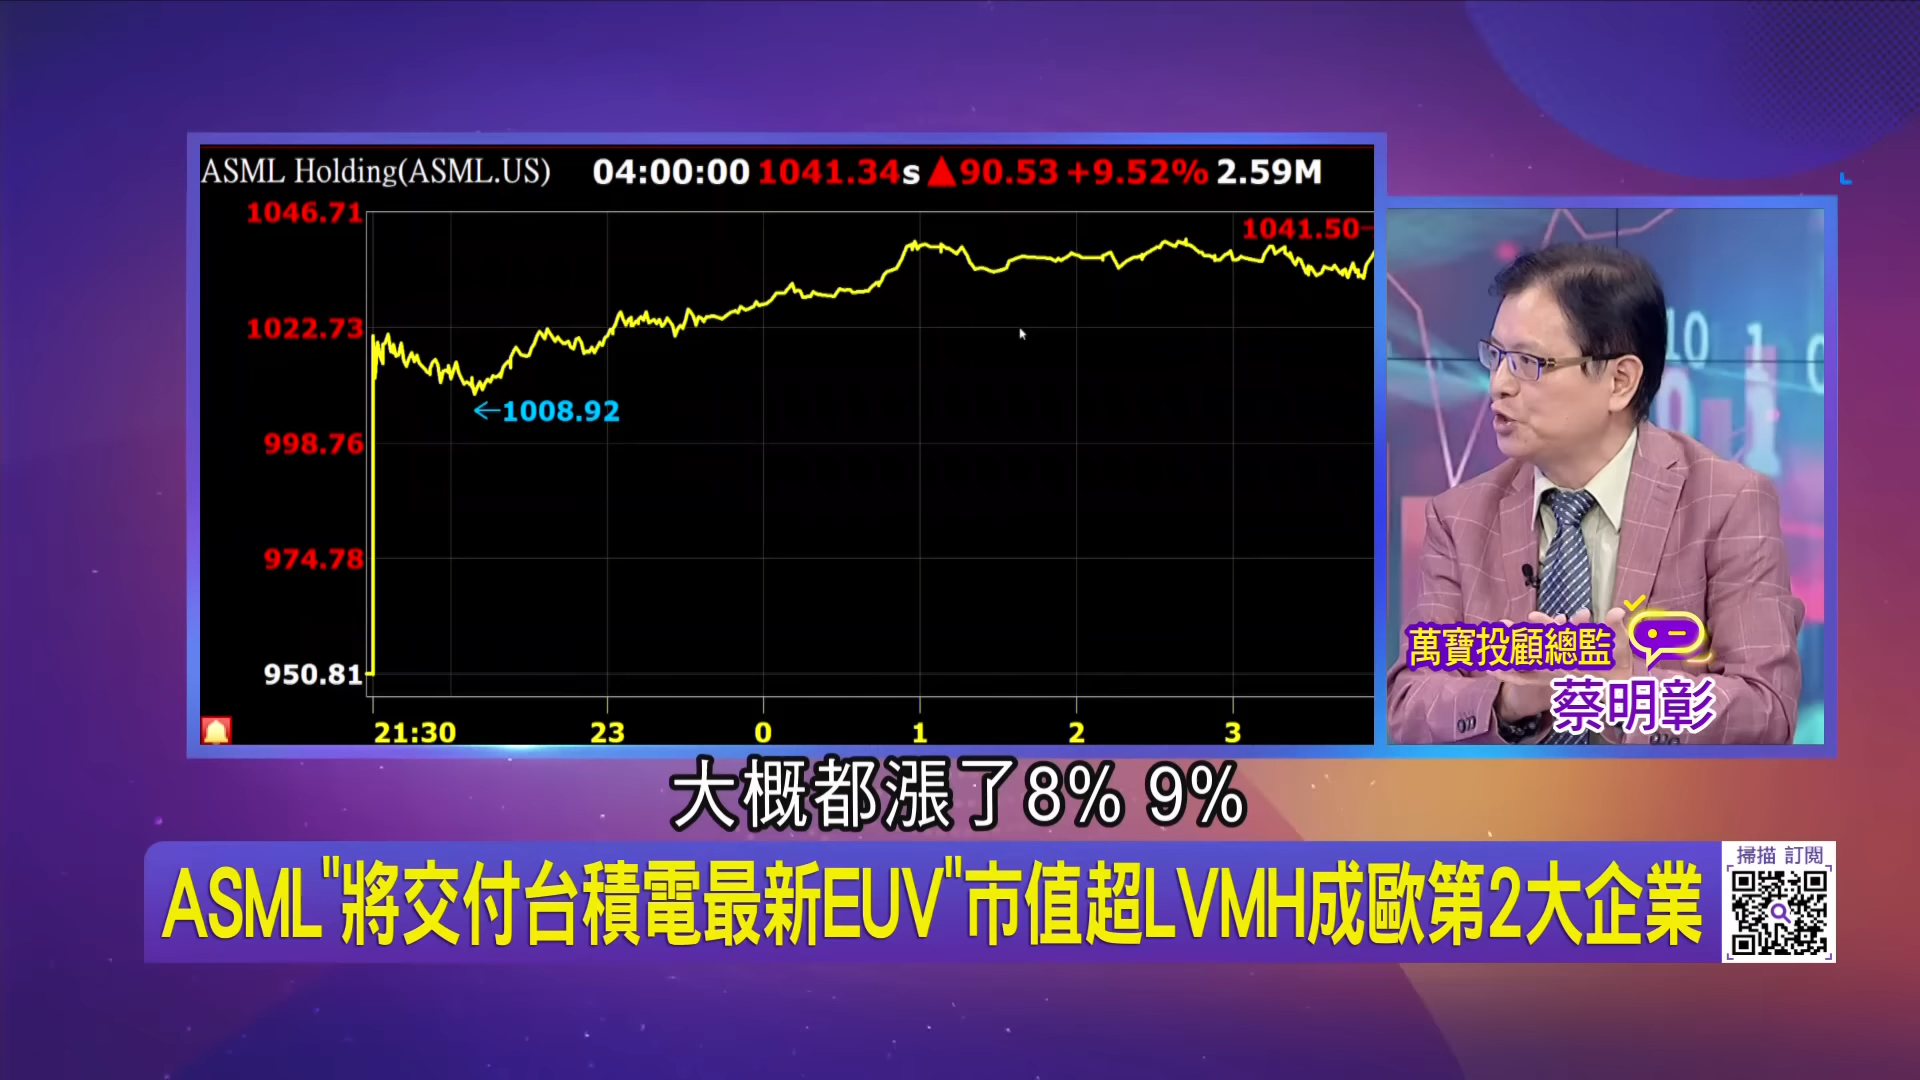 ASML Holding(ASML.US) 04:00:00 1041.34s ▲90.53 +9.52% 2.59M
1046.71
1041.50
1022.73
←1008.92
998.76
974.78
950.81
21:30 23 0 1 2 3
萬寶投顧總監
蔡明彰
大概都漲了8% 9%
ASML"將交付台積電最新EUV"市值超LVMH成歐第2大企業
掃描 訂閱